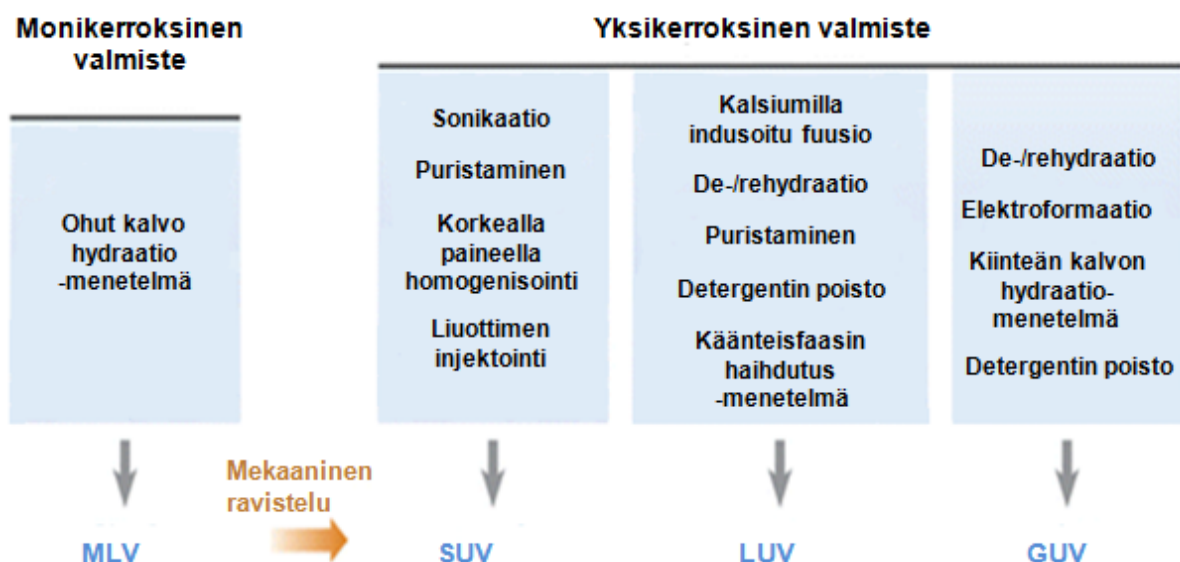 Monikerroksinen
valmiste
Yksikerroksinen valmiste
Ohut kalvo
hydraatio
-menetelmä
Sonikaatio
Puristaminen
Korkealla
paineella
homogenisointi
Liuottimen
injektointi
Kalsiumilla
indusoitu fuusio
De-/rehydraatio
Puristaminen
Detergentin poisto
Käänteisfaasin
haihdutus
-menetelmä
De-/rehydraatio
Elektroformaatio
Kiinteän kalvon
hydraatio-
menetelmä
Detergentin poisto
Mekaaninen
ravistelu
MLV
SUV
LUV
GUV